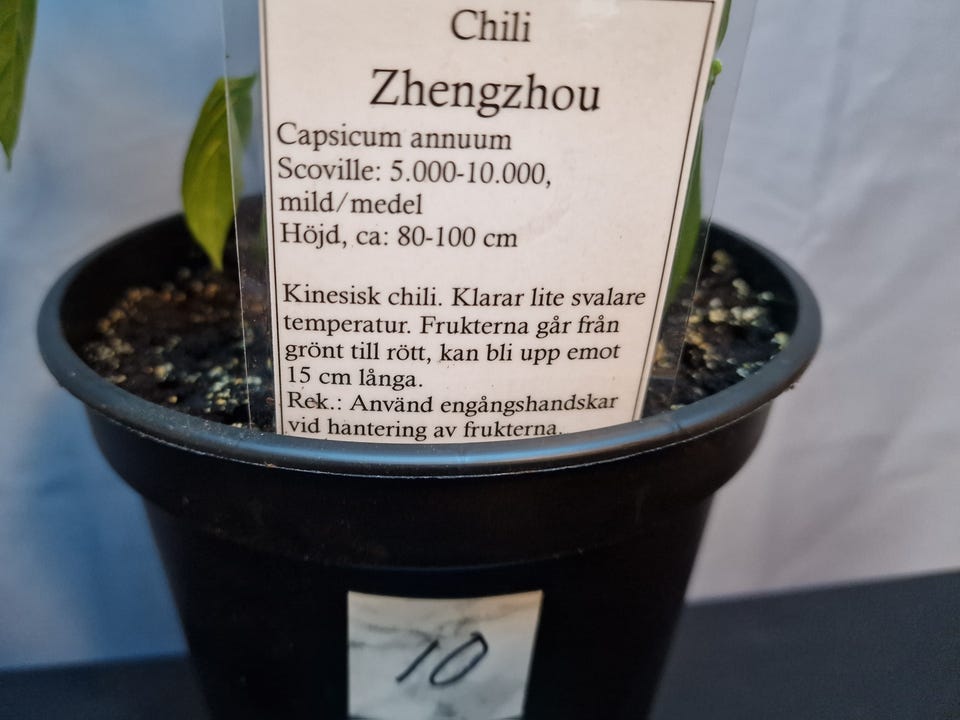 Chili
Zhengzhou
Capsicum annuum
Scoville: 5.000-10.000,
mild/medel
Höjd, ca: 80-100 cm
Kinesisk chili. Klarar lite svalare
temperatur. Frukterna går från
grönt till rött, kan bli upp emot
15 cm långa.
Rek.: Använd engångshandskar
vid hantering av frukterna.
10